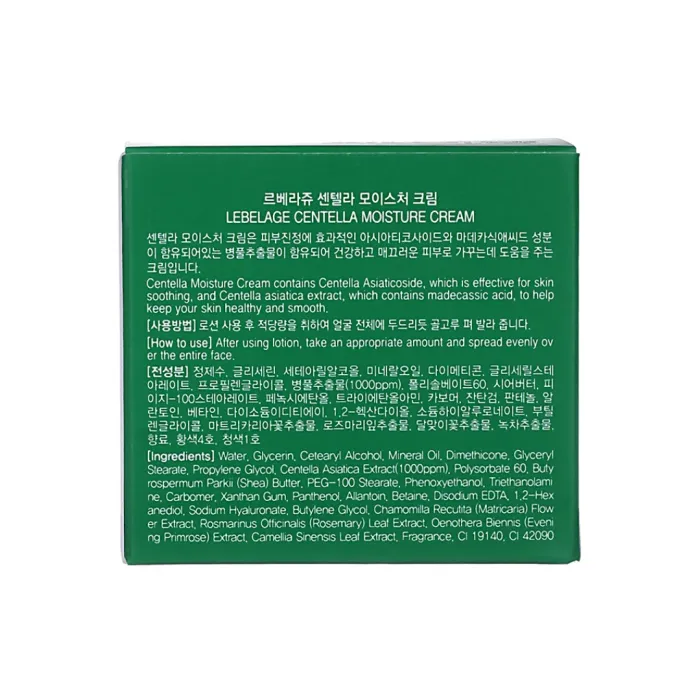 르베라쥬 센텔라 모이스처 크림
LEBELAGE CENTELLA MOISTURE CREAM
센텔라 모이스처 크림은 피부진정에 효과적인 아시아티코사이드와 마데카식애씨드 성분
이 함유되어있는 병풀추출물이 함유되어 건강하고 매끄러운 피부로 가꾸는데 도움을 주는
크림입니다.
Centella Moisture Cream contains Centella Asiaticoside, which is effective for skin
soothing, and Centella asiatica extract, which contains madecassic acid, to help
keep your skin healthy and smooth.
[사용방법] 로션 사용 후 적당량을 취하여 얼굴 전체에 두드리듯 골고루 펴 발라 줍니다.
[How to use] After using lotion, take an appropriate amount and spread evenly ov
er the entire face.
[전성분] 정제수, 글리세린, 세테아릴알코올, 미네랄오일, 다이메티콘, 글리세릴스테
아레이트, 프로필렌글라이콜, 병풀추출물(1000ppm), 폴리솔베이트60, 시어버터, 피
이지-100스테아레이트, 페녹시에탄올, 트라이에탄올아민, 카보머, 잔탄검, 판테놀, 알
란토인, 베타인, 다이소듐이디티에이, 1,2-헥산다이올, 소듐하이알루로네이트, 부틸
렌글라이콜, 마트리카리아꽃추출물, 로즈마리잎추출물, 달맞이꽃추출물, 녹차추출물,
향료, 황색4호, 청색1호
[Ingredients] Water, Glycerin, Cetearyl Alcohol, Mineral Oil, Dimethicone, Glyceryl
Stearate, Propylene Glycol, Centella Asiatica Extract(1000ppm), Polysorbate 60, Buty
rospermum Parkii (Shea) Butter, PEG-100 Stearate, Phenoxyethanol, Triethanolami
ne, Carbomer, Xanthan Gum, Panthenol, Allantoin, Betaine, Disodium EDTA, 1,2-Hex
anediol, Sodium Hyaluronate, Butylene Glycol, Chamomilla Recutita (Matricaria) Flow
er Extract, Rosmarinus Officinalis (Rosemary) Leaf Extract, Oenothera Biennis (Eveni
ng Primrose) Extract, Camellia Sinensis Leaf Extract, Fragrance, CI 19140, CI 42090